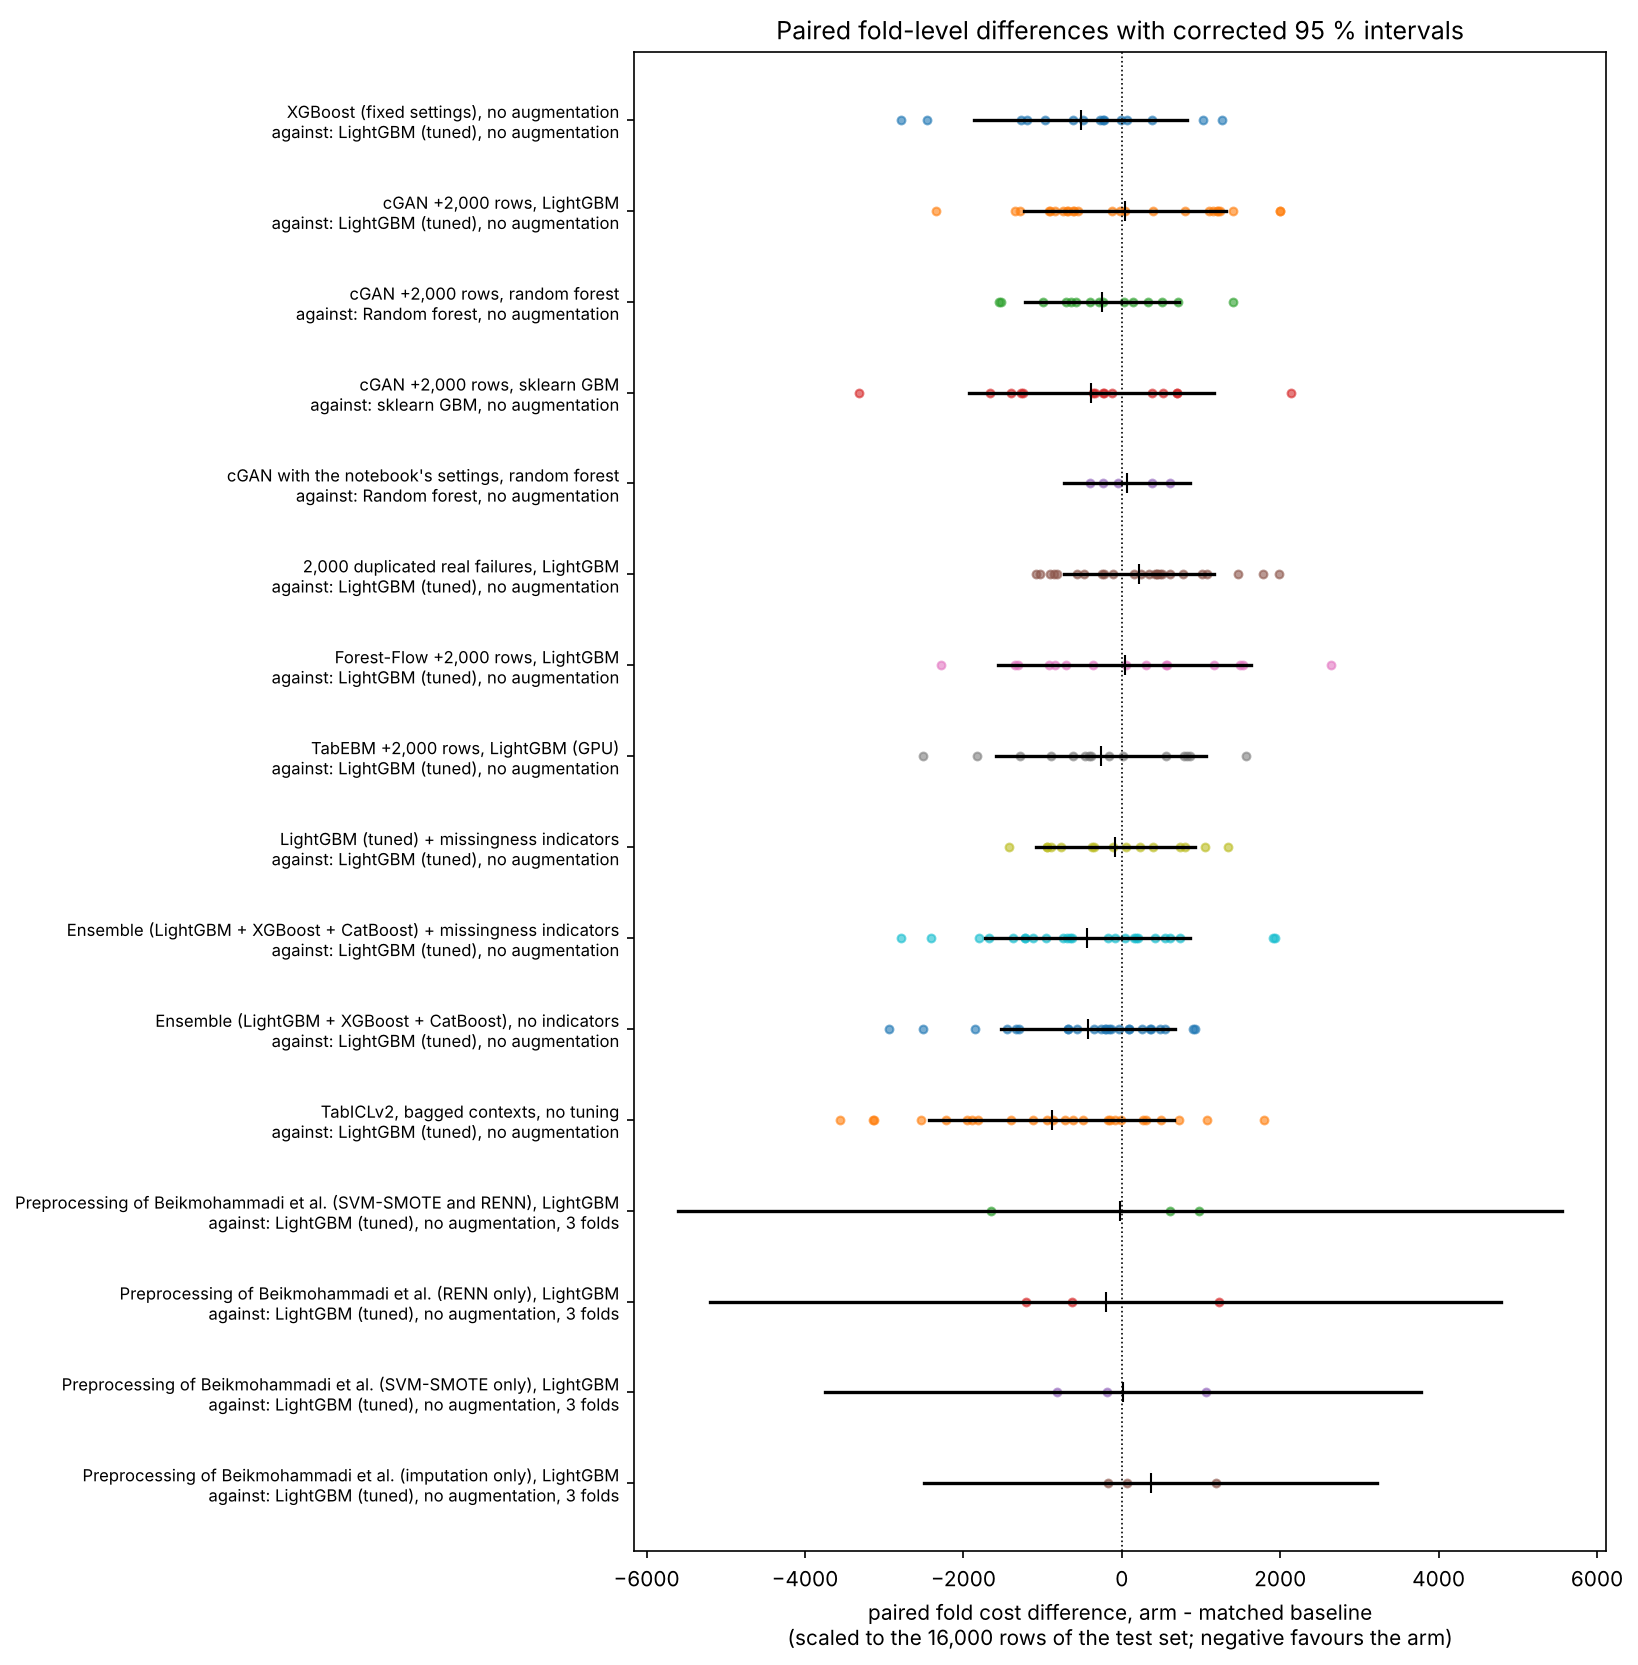 Paired fold-level differences with corrected 95 % intervals
XGBoost (fixed settings), no augmentation
against: LightGBM (tuned), no augmentation
cGAN +2,000 rows, LightGBM
against: LightGBM (tuned), no augmentation
cGAN +2,000 rows, random forest
against: Random forest, no augmentation
cGAN +2,000 rows, sklearn GBM
against: sklearn GBM, no augmentation
cGAN with the notebook's settings, random forest
against: Random forest, no augmentation
2,000 duplicated real failures, LightGBM
against: LightGBM (tuned), no augmentation
Forest-Flow +2,000 rows, LightGBM
against: LightGBM (tuned), no augmentation
TabEBM +2,000 rows, LightGBM (GPU)
against: LightGBM (tuned), no augmentation
LightGBM (tuned) + missingness indicators
against: LightGBM (tuned), no augmentation
Ensemble (LightGBM + XGBoost + CatBoost) + missingness indicators
against: LightGBM (tuned), no augmentation
Ensemble (LightGBM + XGBoost + CatBoost), no indicators
against: LightGBM (tuned), no augmentation
TabICLv2, bagged contexts, no tuning
against: LightGBM (tuned), no augmentation
Preprocessing of Beikmohammadi et al. (SVM-SMOTE and RENN), LightGBM
against: LightGBM (tuned), no augmentation, 3 folds
Preprocessing of Beikmohammadi et al. (RENN only), LightGBM
against: LightGBM (tuned), no augmentation, 3 folds
Preprocessing of Beikmohammadi et al. (SVM-SMOTE only), LightGBM
against: LightGBM (tuned), no augmentation, 3 folds
Preprocessing of Beikmohammadi et al. (imputation only), LightGBM
against: LightGBM (tuned), no augmentation, 3 folds
−6000 −4000 −2000 0 2000 4000 6000
paired fold cost difference, arm - matched baseline
(scaled to the 16,000 rows of the test set; negative favours the arm)